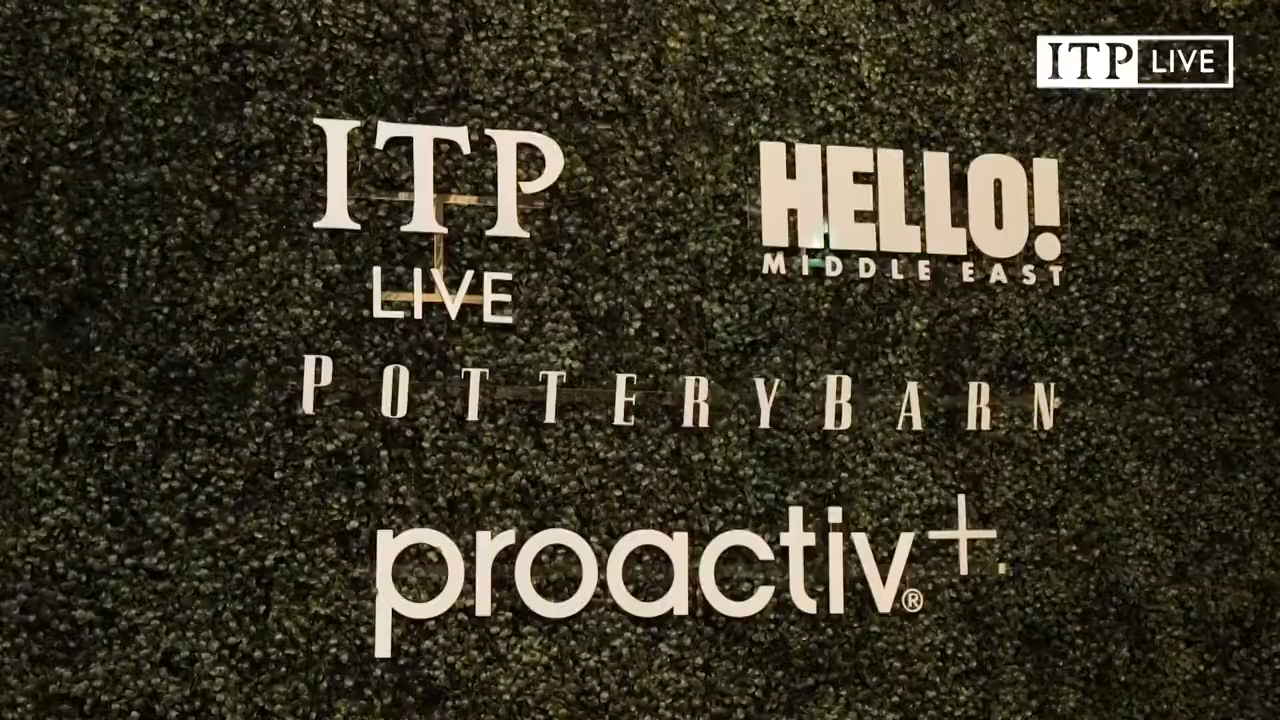 ITP LIVE
ITP
LIVE
HELLO!
MIDDLE EAST
POTTERYBARN
proactiv®+